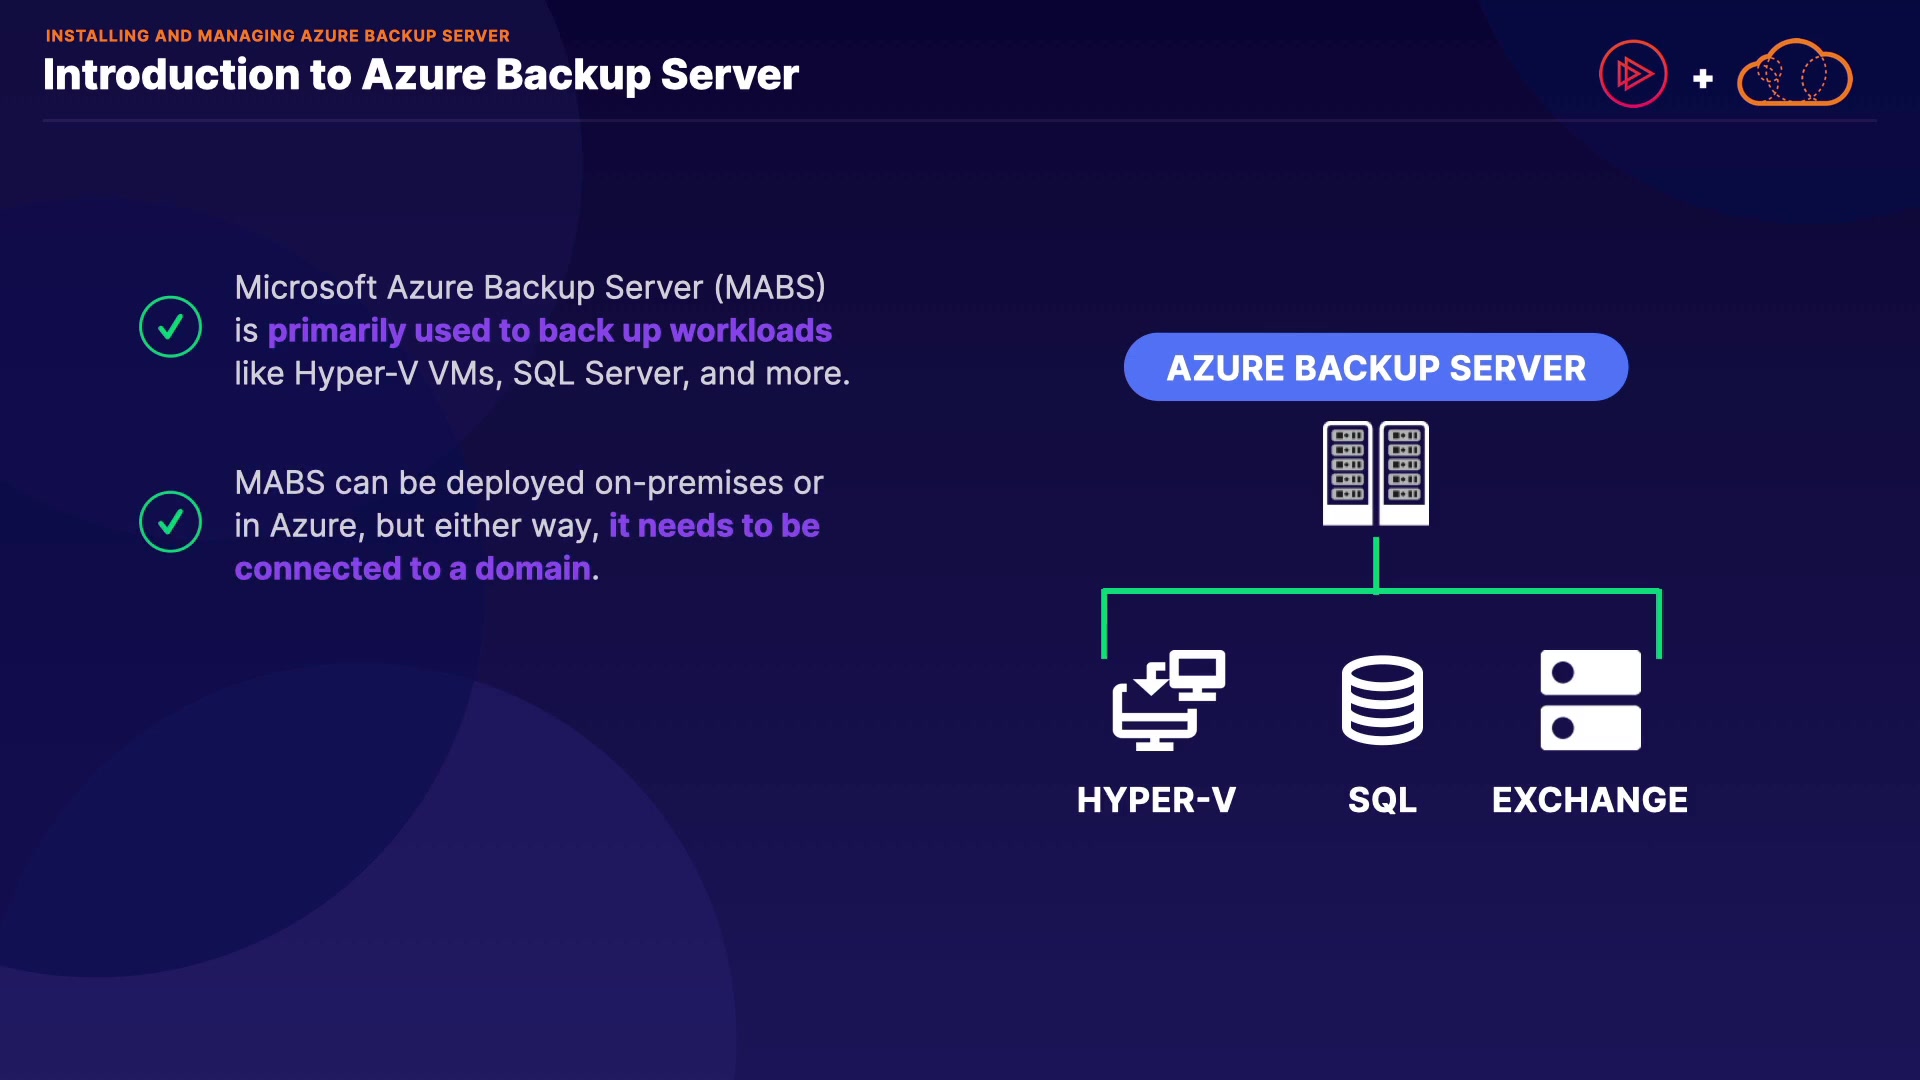 INSTALLING AND MANAGING AZURE BACKUP SERVER
Introduction to Azure Backup Server
+
Microsoft Azure Backup Server (MABS)
is primarily used to back up workloads
like Hyper-V VMs, SQL Server, and more.
MABS can be deployed on-premises or
in Azure, but either way, it needs to be
connected to a domain.
AZURE BACKUP SERVER
HYPER-V
SQL
EXCHANGE